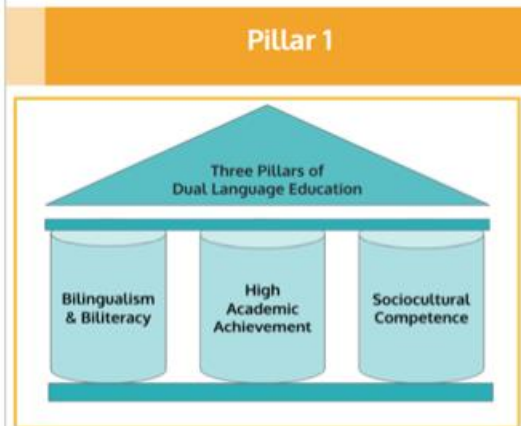 Pillar 1
Three Pillars of
Dual Language Education
Bilingualism
& Biliteracy
High
Academic
Achievement
Sociocultural
Competence